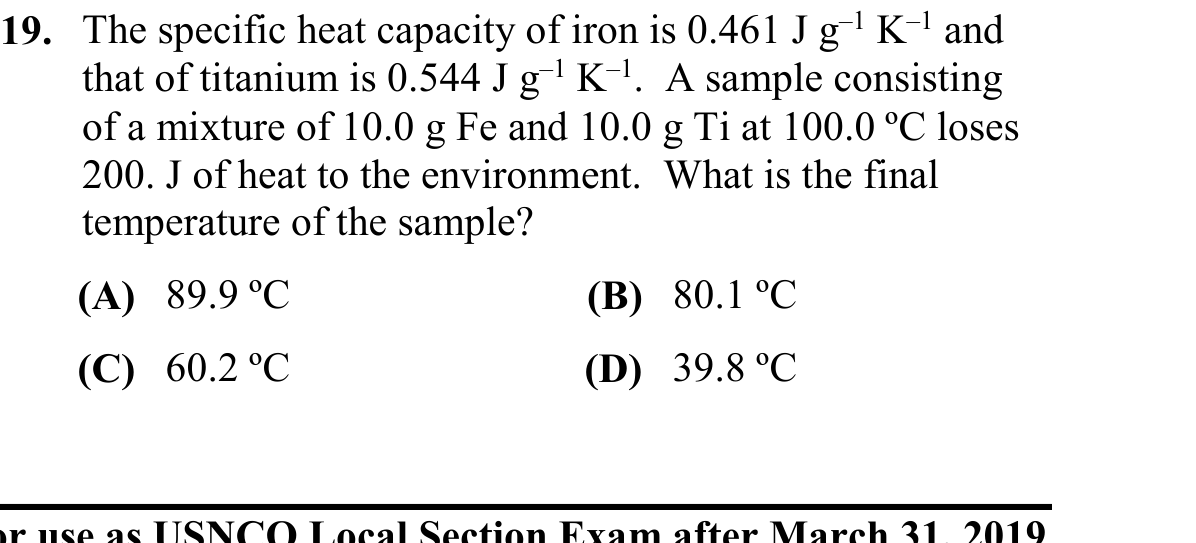 19. The specific heat capacity of iron is 0.461 J g⁻¹ K⁻¹ and
that of titanium is 0.544 J g⁻¹ K⁻¹. A sample consisting
of a mixture of 10.0 g Fe and 10.0 g Ti at 100.0 ºC loses
200. J of heat to the environment. What is the final
temperature of the sample?
(A) 89.9 ºC (B) 80.1 ºC
(C) 60.2 ºC (D) 39.8 ºC
or use as USNCO Local Section Exam after March 31, 2019